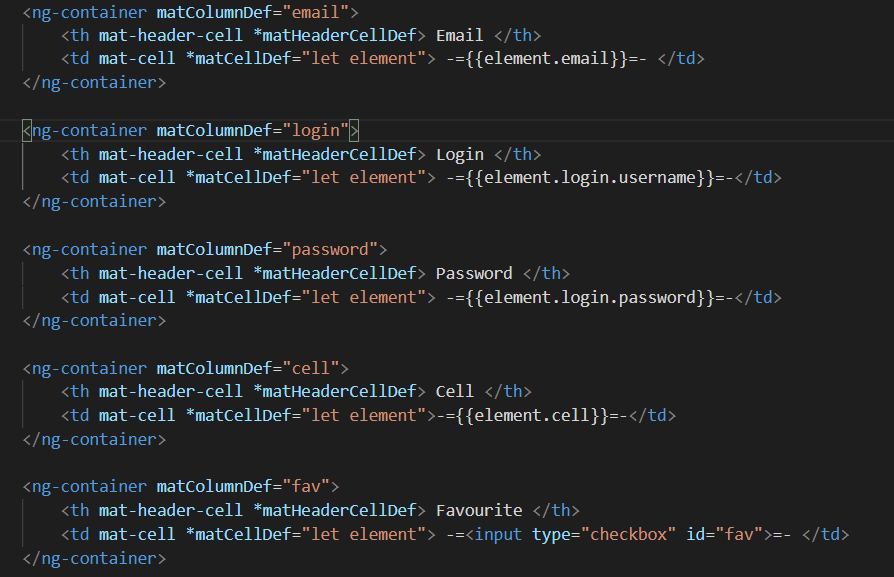 <ng-container matColumnDef="email">
    <th mat-header-cell *matHeaderCellDef> Email </th>
    <td mat-cell *matCellDef="let element"> -={{element.email}}=- </td>
</ng-container>

<ng-container matColumnDef="login">
    <th mat-header-cell *matHeaderCellDef> Login </th>
    <td mat-cell *matCellDef="let element"> -={{element.login.username}}=-</td>
</ng-container>

<ng-container matColumnDef="password">
    <th mat-header-cell *matHeaderCellDef> Password </th>
    <td mat-cell *matCellDef="let element"> -={{element.login.password}}=-</td>
</ng-container>

<ng-container matColumnDef="cell">
    <th mat-header-cell *matHeaderCellDef> Cell </th>
    <td mat-cell *matCellDef="let element">-={{element.cell}}=-</td>
</ng-container>

<ng-container matColumnDef="fav">
    <th mat-header-cell *matHeaderCellDef> Favourite </th>
    <td mat-cell *matCellDef="let element"> -=<input type="checkbox" id="fav">=- </td>
</ng-container>